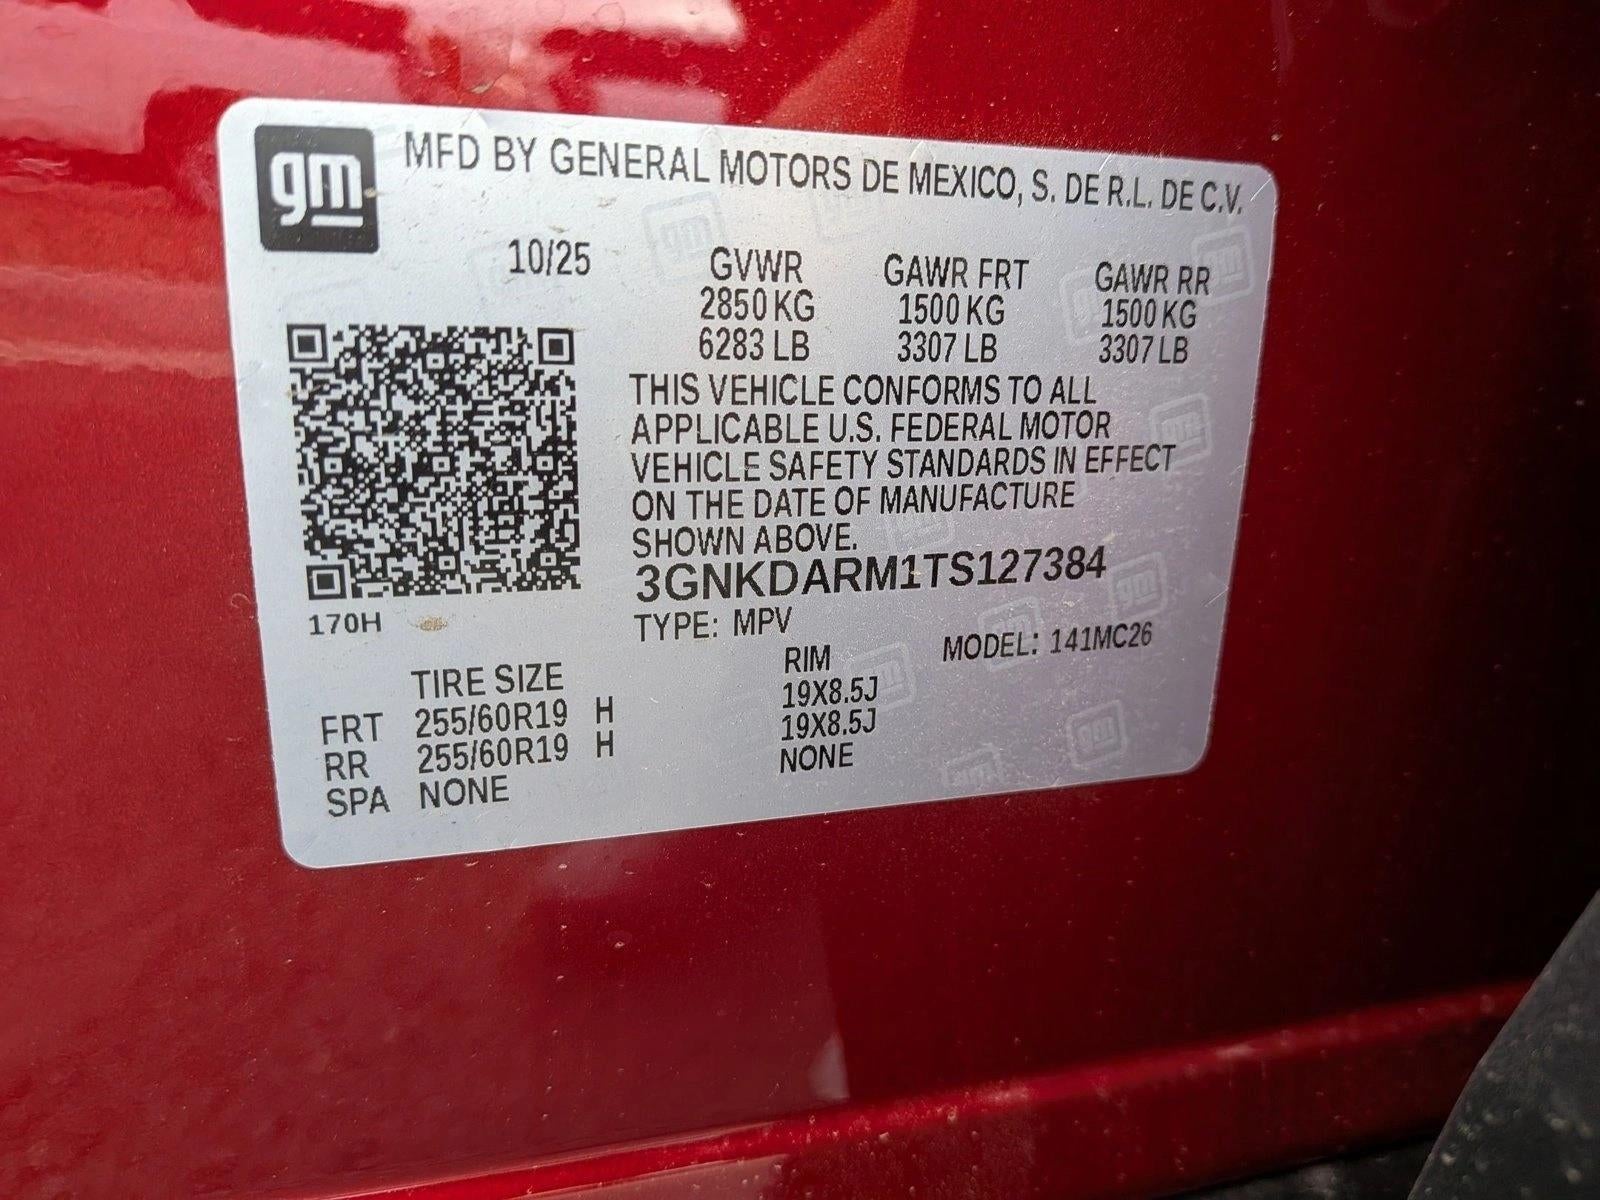 gm
MFD BY GENERAL MOTORS DE MEXICO, S. DE R.L. DE C.V.
10/25 GVWR GAWR FRT GAWR RR
2850 KG 1500 KG 1500 KG
6283 LB 3307 LB 3307 LB
THIS VEHICLE CONFORMS TO ALL
APPLICABLE U.S. FEDERAL MOTOR
VEHICLE SAFETY STANDARDS IN EFFECT
ON THE DATE OF MANUFACTURE
SHOWN ABOVE.
3GNKDARM1TS127384
170H
TYPE: MPV MODEL: 141MC26
TIRE SIZE RIM
FRT 255/60R19 H 19X8.5J
RR 255/60R19 H 19X8.5J
SPA NONE NONE